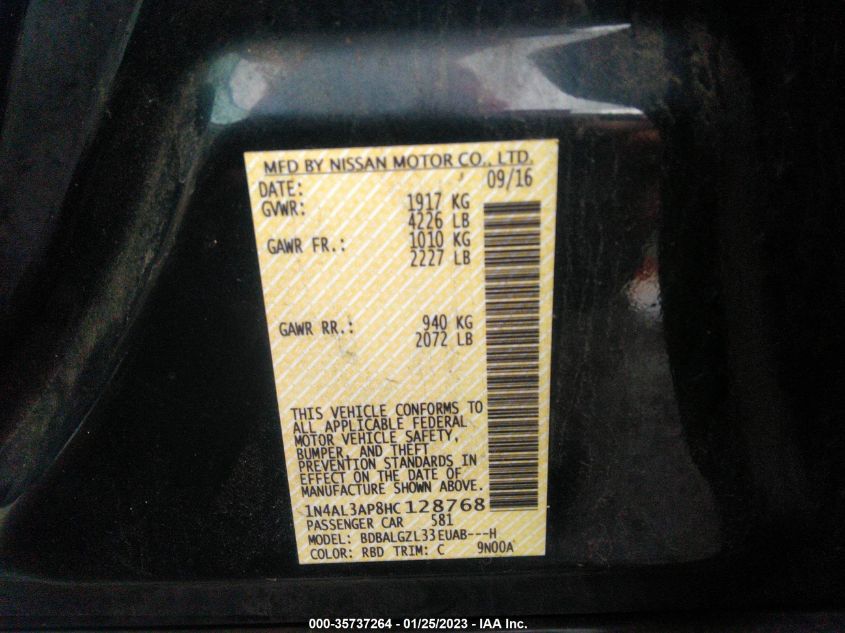 MFD BY NISSAN MOTOR CO., LTD.
DATE: 09/16
GVWR: 1917 KG
4226 LB
GAWR FR.: 1010 KG
2227 LB
GAWR RR.: 940 KG
2072 LB
THIS VEHICLE CONFORMS TO
ALL APPLICABLE FEDERAL
MOTOR VEHICLE SAFETY,
BUMPER, AND THEFT
PREVENTION STANDARDS IN
EFFECT ON THE DATE OF
MANUFACTURE SHOWN ABOVE.
1N4AL3AP8HC128768
PASSENGER CAR 581
MODEL: BDBALGZL33EUAB---H
COLOR: RBD TRIM: C 9N00A
000-35737264 - 01/25/2023 - IAA Inc.